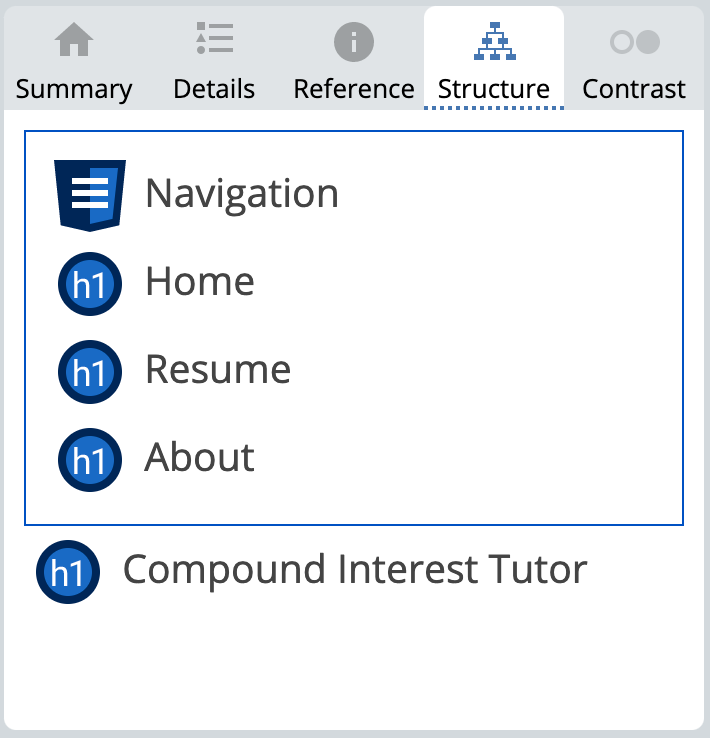 Summary Details Reference Structure Contrast
Navigation
h1 Home
h1 Resume
h1 About
h1 Compound Interest Tutor